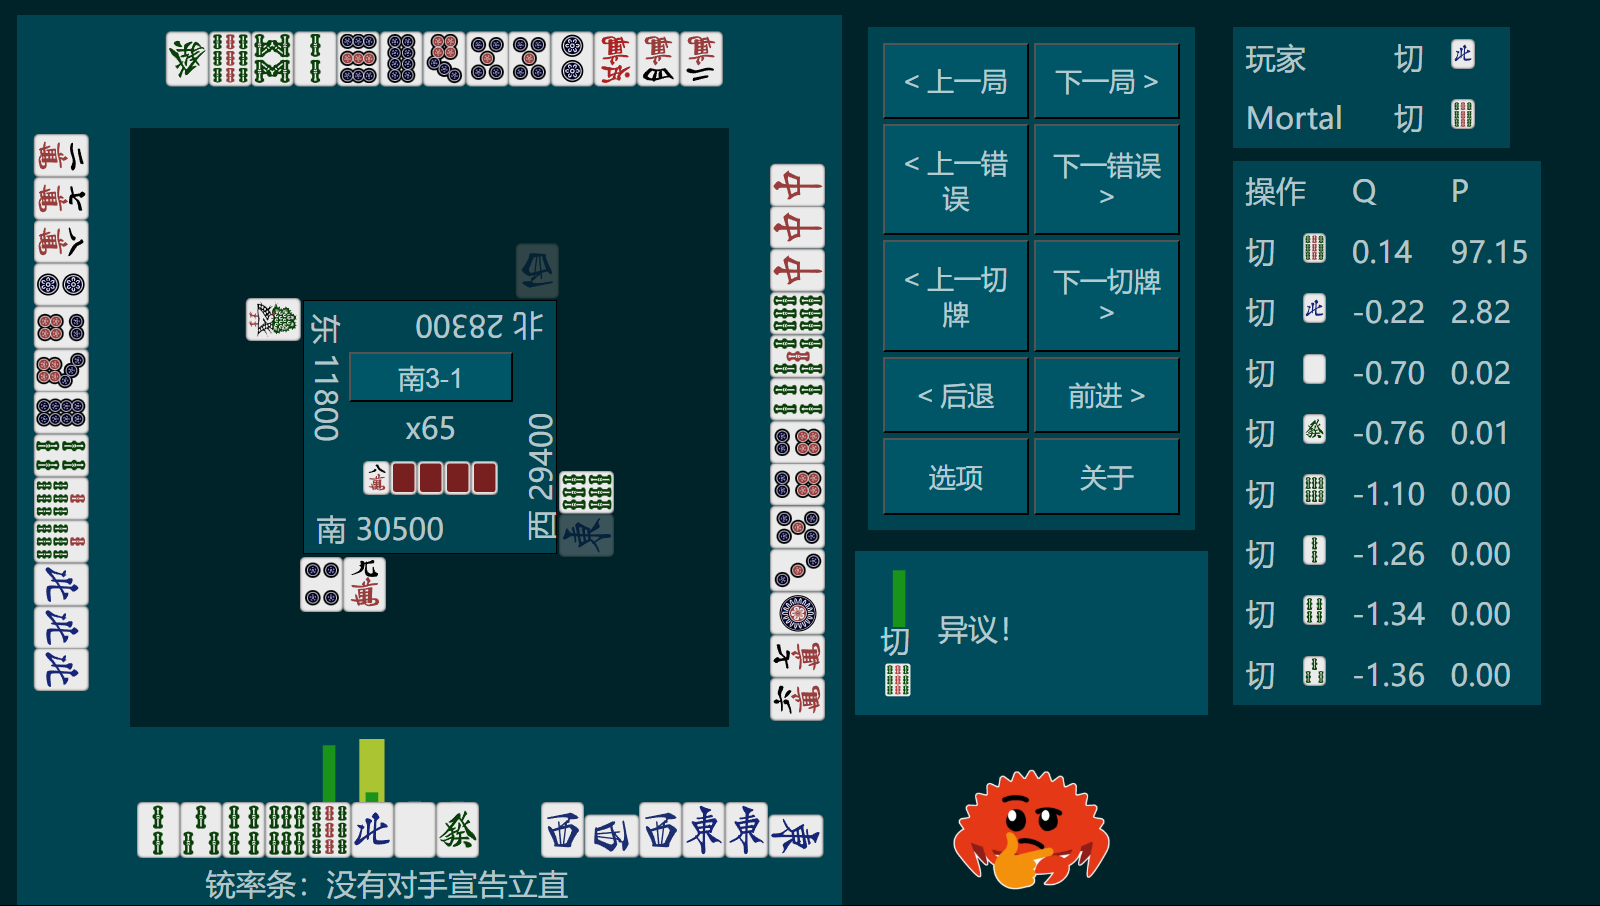 東 11800
北 28300
南3-1
x65
西 29400
南 30500
铳率条：没有对手宣告立直
< 上一局
下一局 >
< 上一错
误
下一错误
>
< 上一切
牌
下一切牌
>
< 后退
前进 >
选项
关于
切
异议！
玩家 切
Mortal 切
操作 Q P
切 0.14 97.15
切 -0.22 2.82
切 -0.70 0.02
切 -0.76 0.01
切 -1.10 0.00
切 -1.26 0.00
切 -1.34 0.00
切 -1.36 0.00